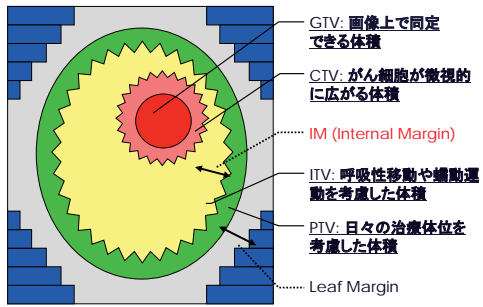 GTV: 画像上で同定
できる体積
CTV: がん細胞が微視的
に広がる体積
IM (Internal Margin)
ITV: 呼吸性移動や蠕動運
動を考慮した体積
PTV: 日々の治療体位を
考慮した体積
Leaf Margin